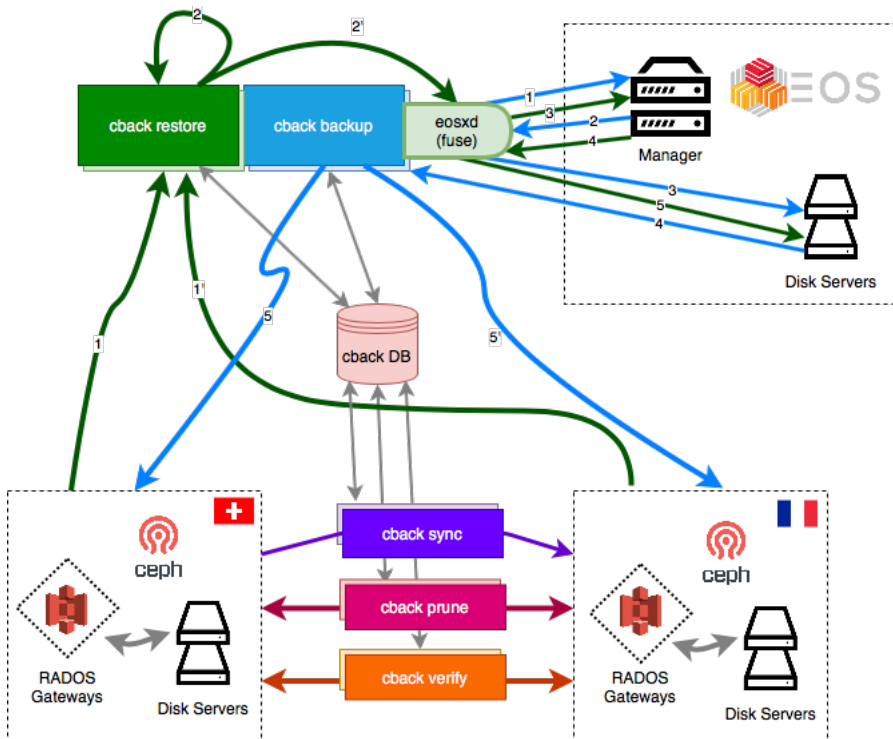 2
2'
cback restore
cback backup
eosxd
(fuse)
1
3
2
4
Manager
EOS
3
5
4
Disk Servers
1'
1
5
5'
cback DB
ceph
RADOS
Gateways
Disk Servers
cback sync
cback prune
cback verify
ceph
RADOS
Gateways
Disk Servers